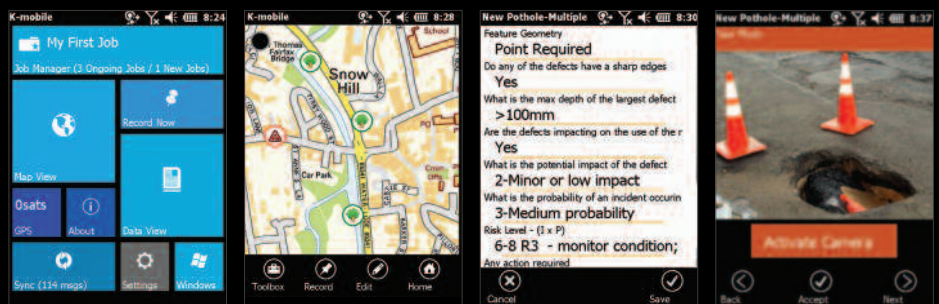 K-mobile 8:24
My First Job
Job Manager (3 Ongoing Jobs / 1 New Jobs)
Record Now
Map View
0sats
GPS
About
Data View
Sync (114 msgs)
Settings
Windows
K-mobile 8:28
School
Thomas
Fairfax
Bridge
Snow
Hill
PO
Car Park
Toolbox
Record
Edit
Home
New Pothole-Multiple 8:30
Feature Geometry
Point Required
Do any of the defects have a sharp edges
Yes
What is the max depth of the largest defect
>100mm
Are the defects impacting on the use of the r
Yes
What is the potential impact of the defect
2-Minor or low impact
What is the probability of an incident occurin
3-Medium probability
Risk Level - (I x P)
6-8 R3 - monitor condition;
Any action required
Cancel
Save
New Pothole-Multiple 8:37
Activate Camera
Back
Accept
Next